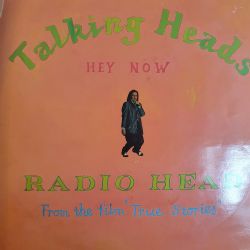 Talking Heads
HEY NOW
RADIO HEAD
From the film "True Stories"